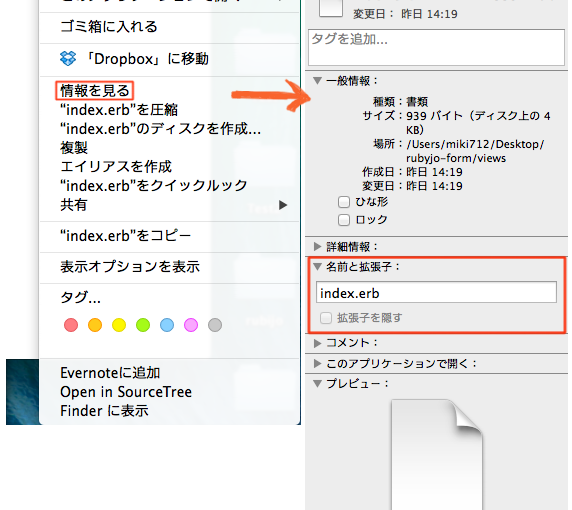 ゴミ箱に入れる
「Dropbox」に移動
情報を見る
“index.erb”を圧縮
“index.erb”のディスクを作成...
複製
エイリアスを作成
“index.erb”をクイックルック
共有
“index.erb”をコピー
表示オプションを表示
タグ...
Evernoteに追加
Open in SourceTree
Finder に表示
変更日： 昨日 14:19
タグを追加...
一般情報：
種類：書類
サイズ：939 バイト（ディスク上の 4
KB）
場所：/Users/miki712/Desktop/
rubyjo-form/views
作成日：昨日 14:19
変更日：昨日 14:19
ひな形
ロック
詳細情報：
名前と拡張子：
index.erb
拡張子を隠す
コメント：
このアプリケーションで開く：
プレビュー：